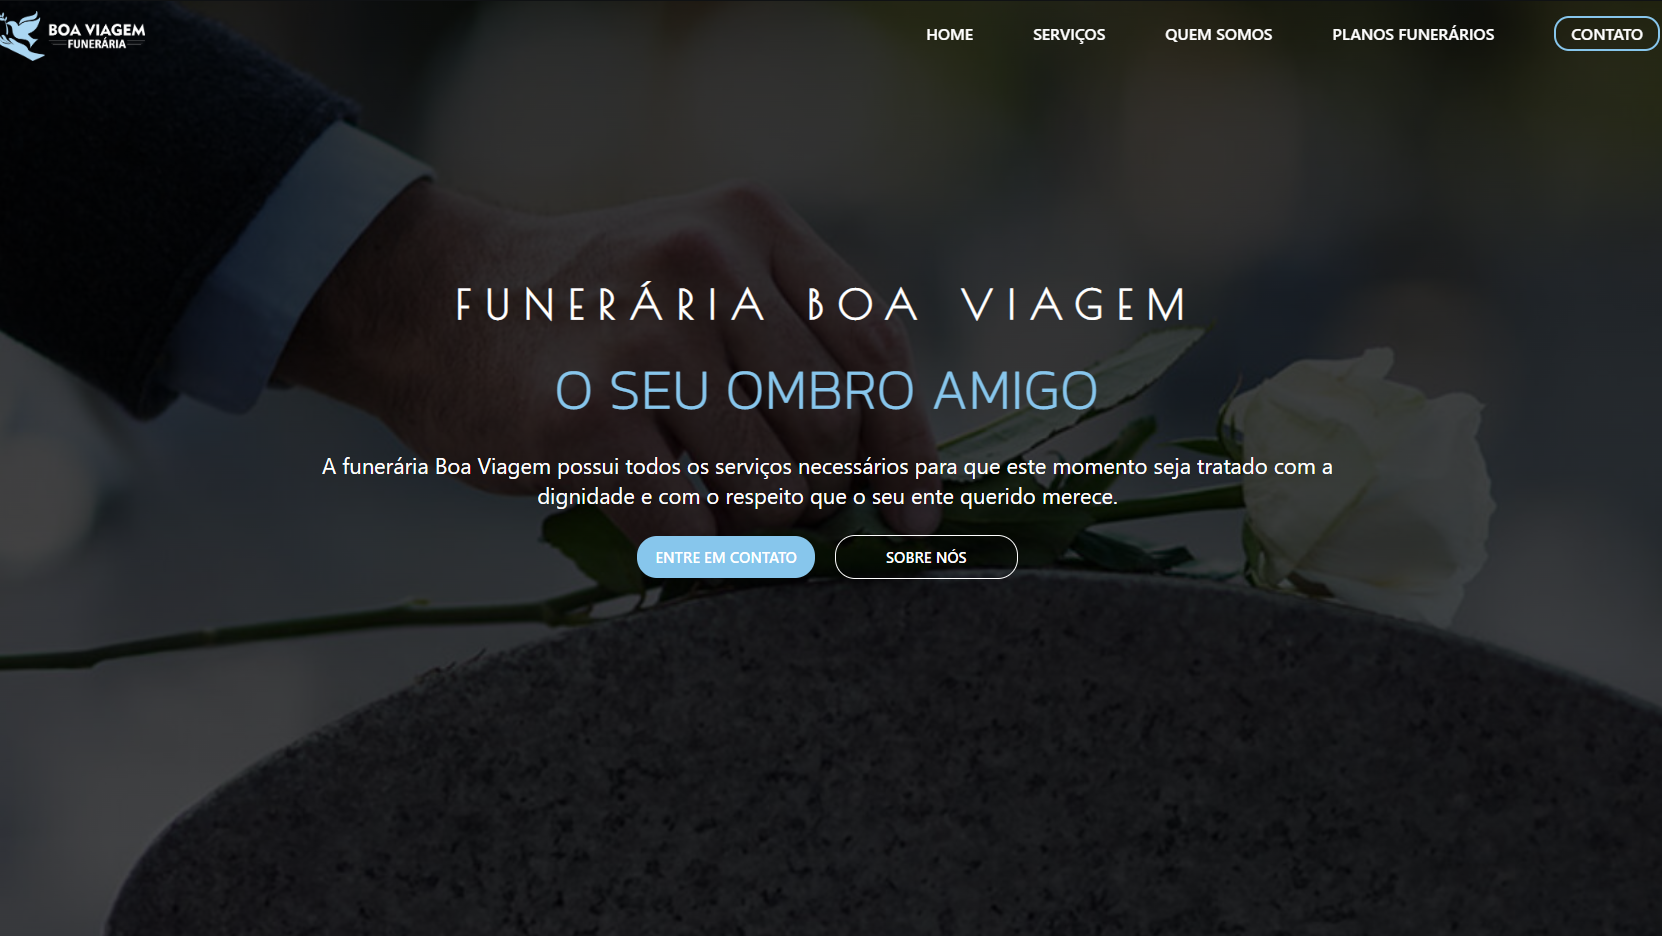 BOA VIAGEM
FUNERÁRIA
HOME
SERVIÇOS
QUEM SOMOS
PLANOS FUNERÁRIOS
CONTATO
FUNERÁRIA BOA VIAGEM
O SEU OMBRO AMIGO
A funerária Boa Viagem possui todos os serviços necessários para que este momento seja tratado com a
dignidade e com o respeito que o seu ente querido merece.
ENTRE EM CONTATO
SOBRE NÓS